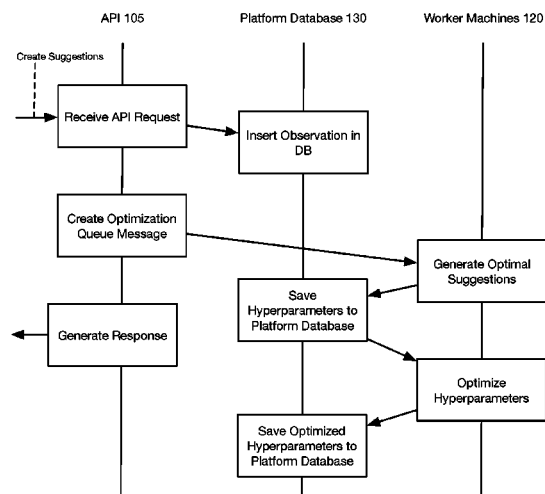 API 105
Platform Database 130
Worker Machines 120
Create Suggestions
Receive API Request
Insert Observation in
DB
Create Optimization
Queue Message
Generate Optimal
Suggestions
Save
Hyperparameters to
Platform Database
Generate Response
Optimize
Hyperparameters
Save Optimized
Hyperparameters to
Platform Database